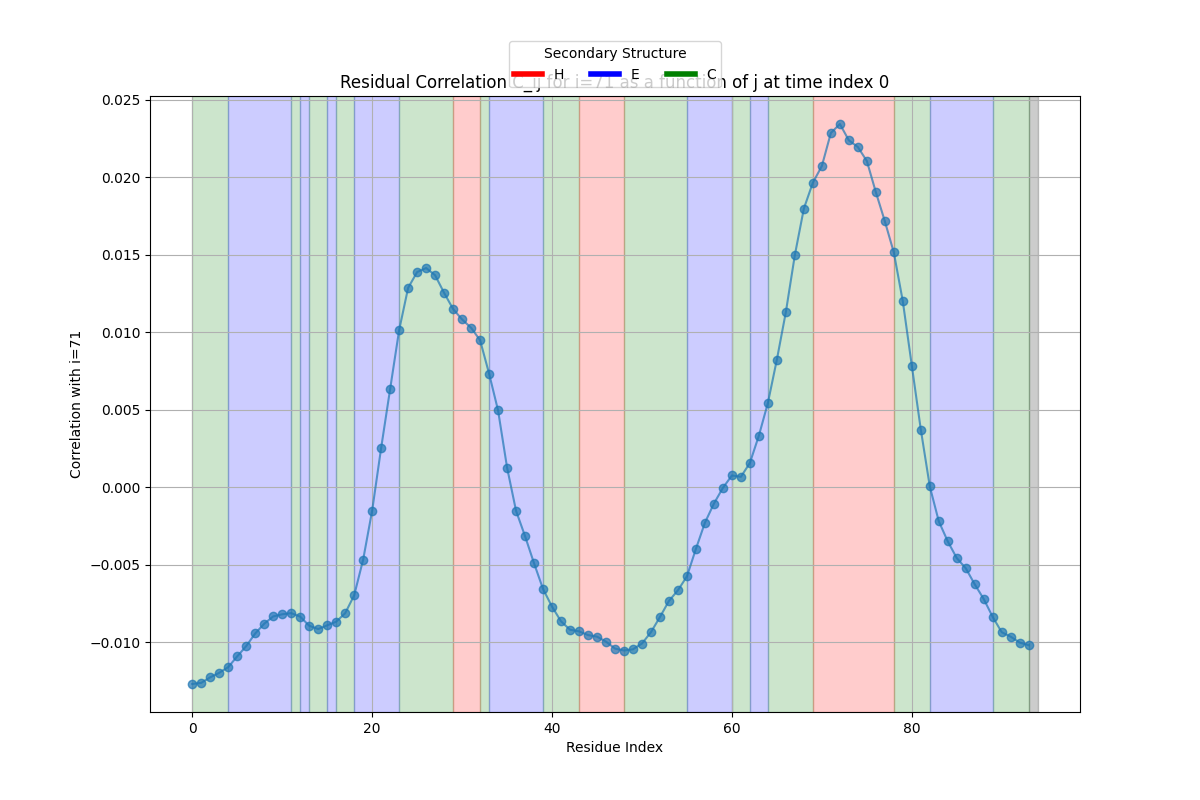 Secondary Structure
H E C
Residual Correlation C_ij for i=71 as a function of j at time index 0
0.025
0.020
0.015
0.010
0.005
0.000
−0.005
−0.010
Correlation with i=71
0 20 40 60 80
Residue Index